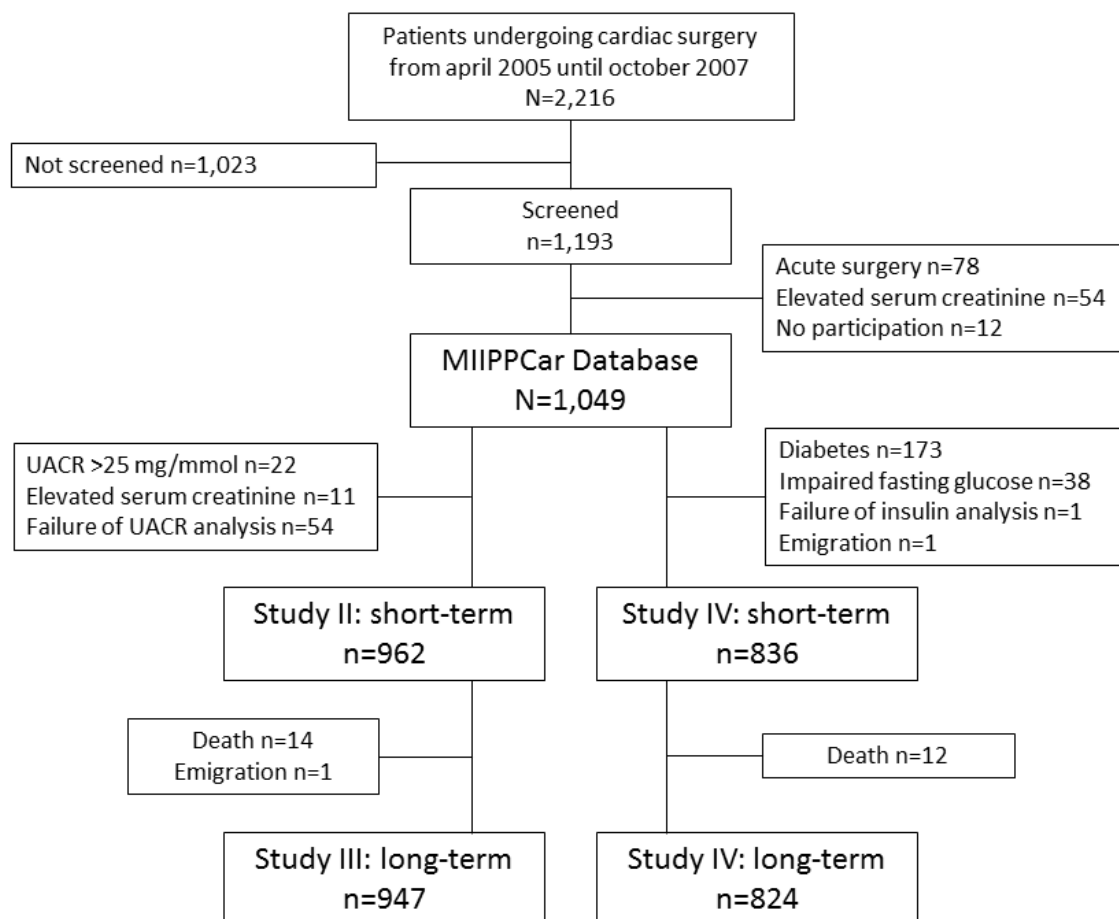 Patients undergoing cardiac surgery
from april 2005 until october 2007
N=2,216
Not screened n=1,023
Screened
n=1,193
Acute surgery n=78
Elevated serum creatinine n=54
No participation n=12
MIIPPCar Database
N=1,049
UACR >25 mg/mmol n=22
Elevated serum creatinine n=11
Failure of UACR analysis n=54
Diabetes n=173
Impaired fasting glucose n=38
Failure of insulin analysis n=1
Emigration n=1
Study II: short-term
n=962
Study IV: short-term
n=836
Death n=14
Emigration n=1
Death n=12
Study III: long-term
n=947
Study IV: long-term
n=824